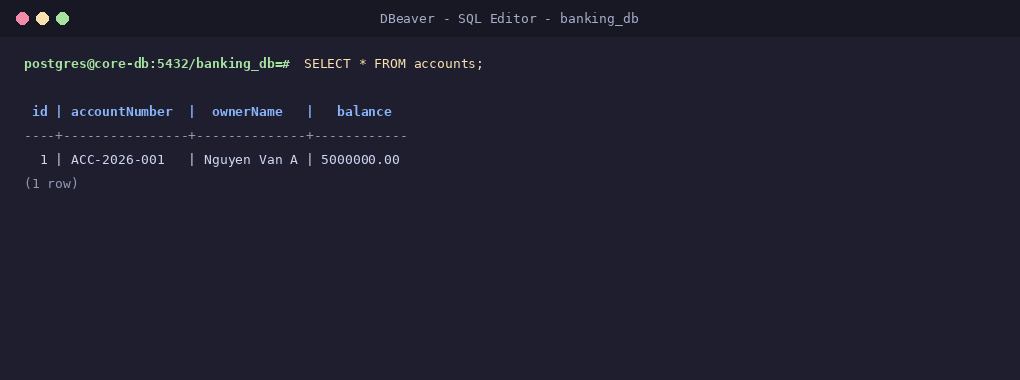 DBeaver - SQL Editor - banking_db
postgres@core-db:5432/banking_db=#  SELECT * FROM accounts;
 id | accountNumber  |  ownerName   |   balance
----+----------------+--------------+------------
  1 | ACC-2026-001   | Nguyen Van A | 5000000.00
(1 row)